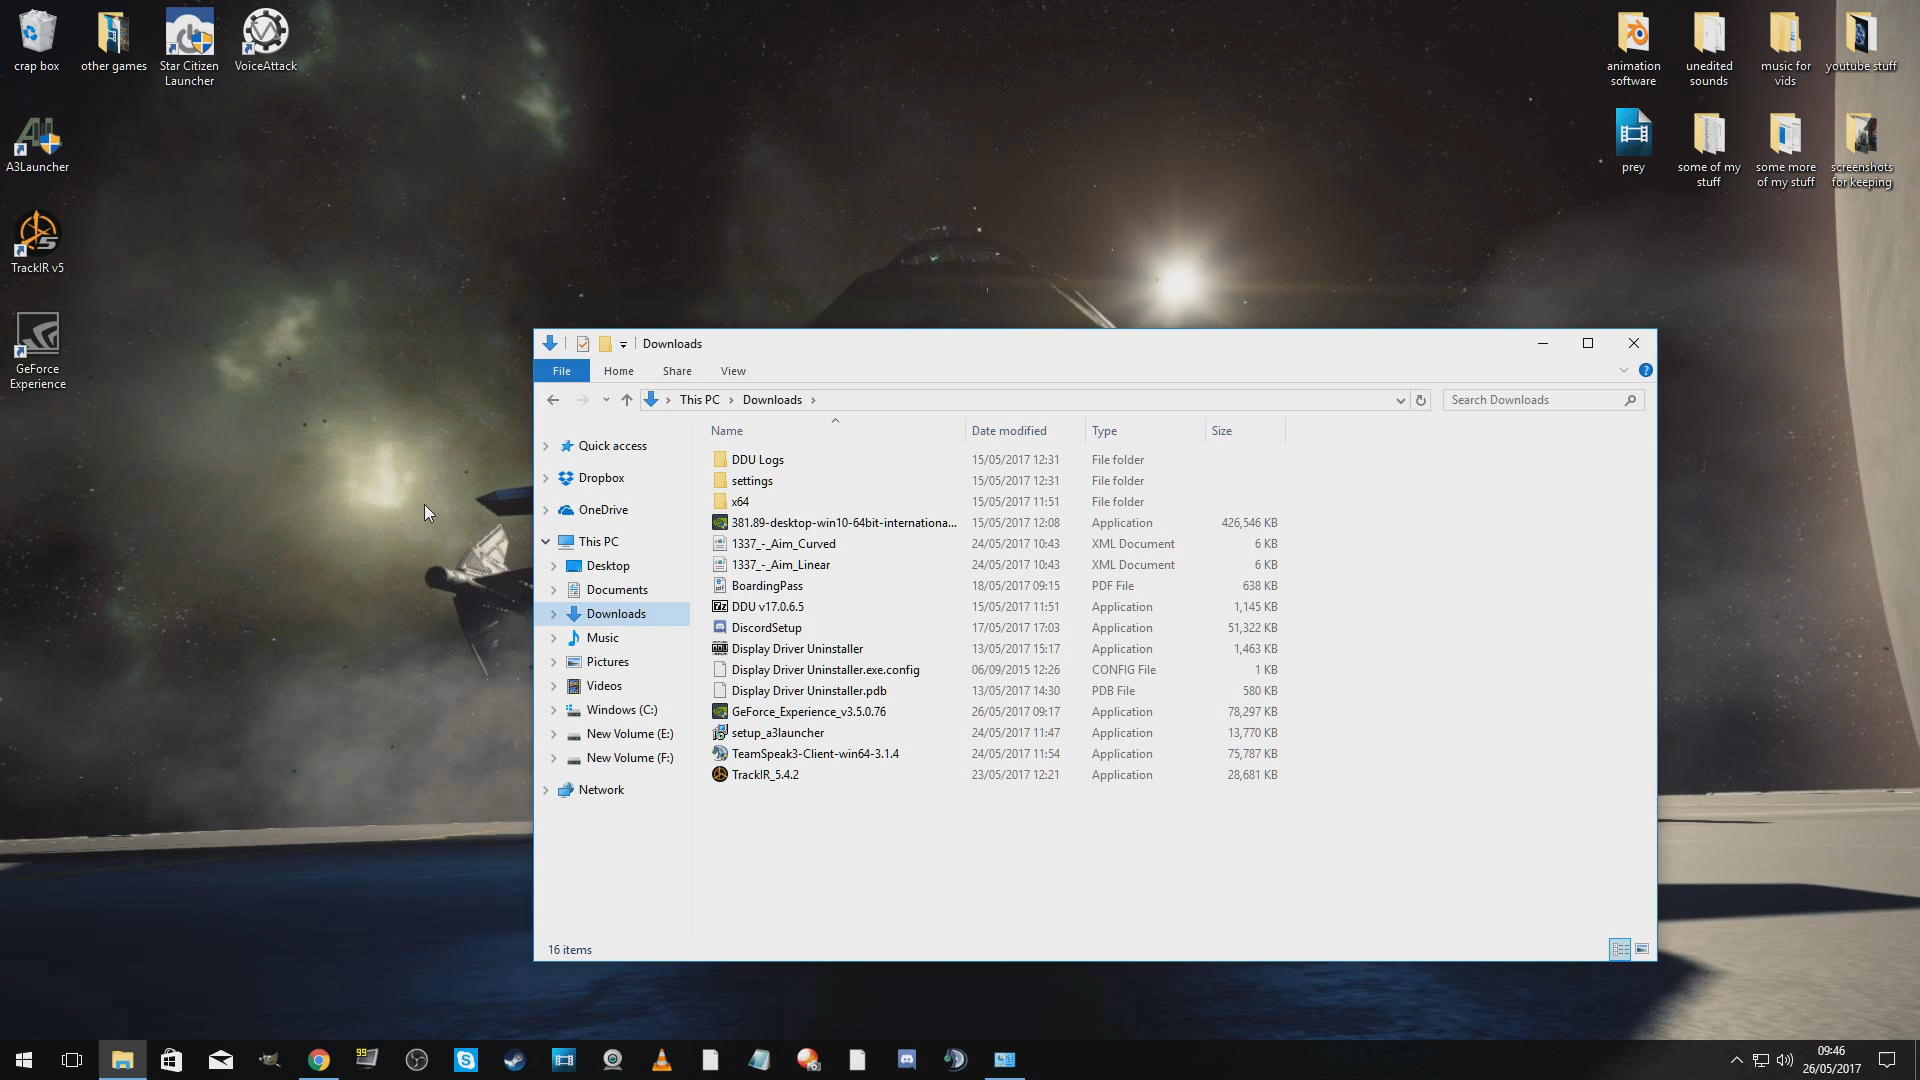 crap box
other games
Star Citizen
Launcher
VoiceAttack
animation
software
unedited
sounds
music for
vids
youtube stuff
A3Launcher
prey
some of my
stuff
some more
of my stuff
screenshots
for keeping
TrackIR v5
GeForce
Experience
Downloads
File
Home
Share
View
This PC
Downloads
Search Downloads
Name
Date modified
Type
Size
Quick access
Dropbox
OneDrive
This PC
Desktop
Documents
Downloads
Music
Pictures
Videos
Windows (C:)
New Volume (E:)
New Volume (F:)
Network
DDU Logs 15/05/2017 12:31 File folder
settings 15/05/2017 12:31 File folder
x64 15/05/2017 11:51 File folder
381.89-desktop-win10-64bit-internationa... 15/05/2017 12:08 Application 426,546 KB
1337_-_Aim_Curved 24/05/2017 10:43 XML Document 6 KB
1337_-_Aim_Linear 24/05/2017 10:43 XML Document 6 KB
BoardingPass 18/05/2017 09:15 PDF File 638 KB
DDU v17.0.6.5 15/05/2017 11:51 Application 1,145 KB
DiscordSetup 17/05/2017 17:03 Application 51,322 KB
Display Driver Uninstaller 13/05/2017 15:17 Application 1,463 KB
Display Driver Uninstaller.exe.config 06/09/2015 12:26 CONFIG File 1 KB
Display Driver Uninstaller.pdb 13/05/2017 14:30 PDB File 580 KB
GeForce_Experience_v3.5.0.76 26/05/2017 09:17 Application 78,297 KB
setup_a3launcher 24/05/2017 11:47 Application 13,770 KB
TeamSpeak3-Client-win64-3.1.4 24/05/2017 11:54 Application 75,787 KB
TrackIR_5.4.2 23/05/2017 12:21 Application 28,681 KB
16 items
99
09:46
26/05/2017